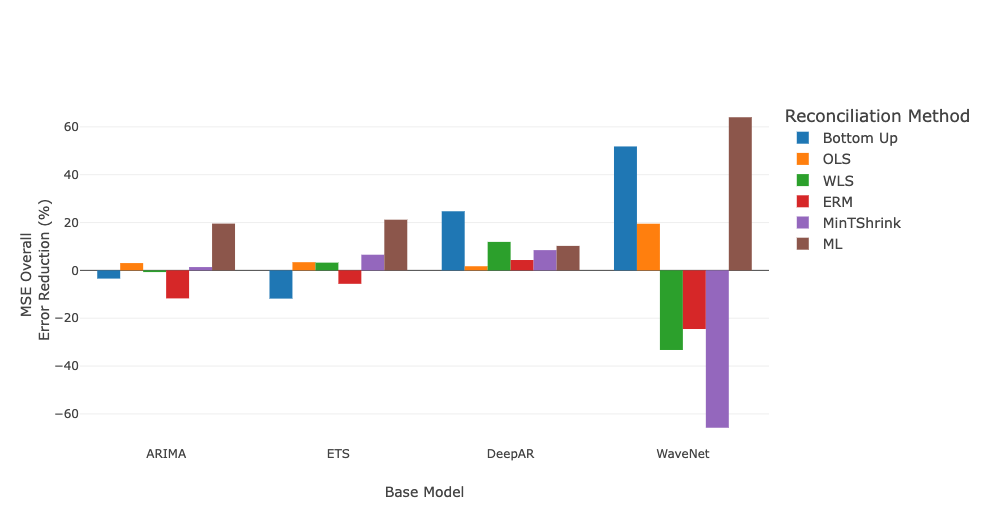 Reconciliation Method
Bottom Up
OLS
WLS
ERM
MinTShrink
ML
MSE Overall
Error Reduction (%)
60
40
20
0
−20
−40
−60
ARIMA
ETS
DeepAR
WaveNet
Base Model